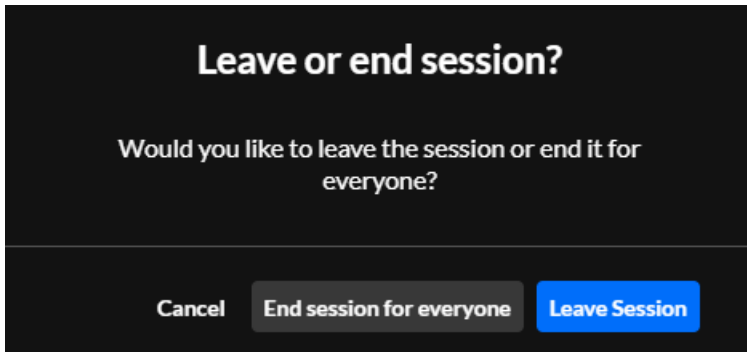 Leave or end session?
Would you like to leave the session or end it for
everyone?
Cancel
End session for everyone
Leave Session